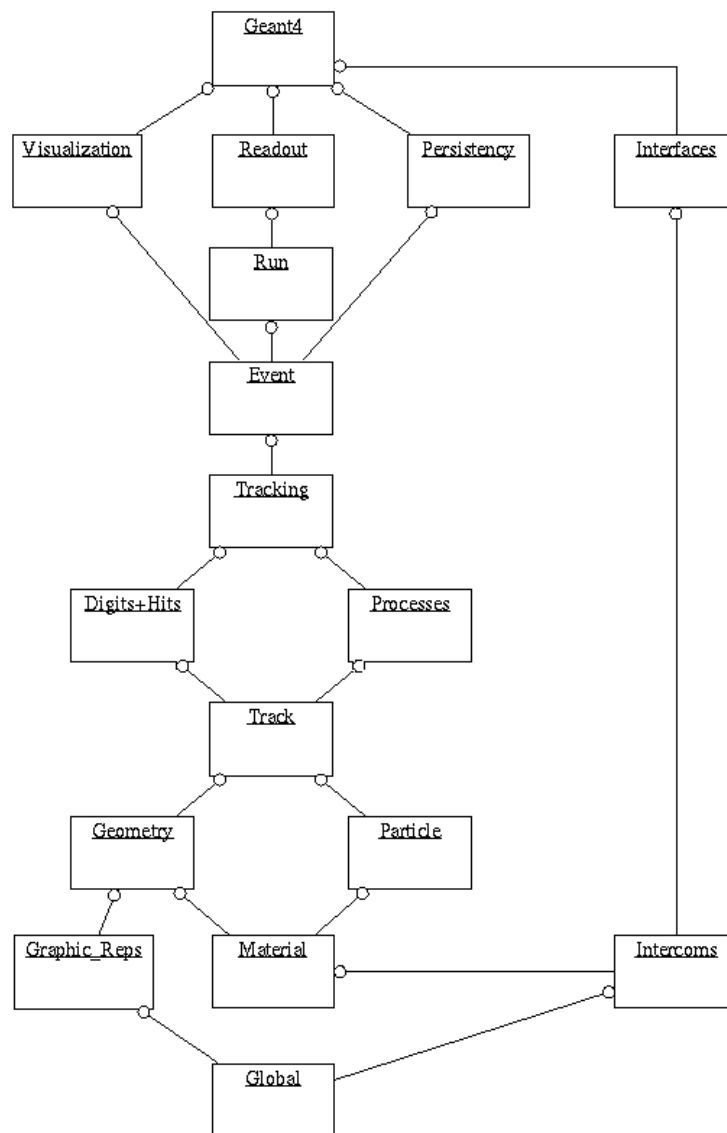 Geant4
Visualization
Readout
Persistency
Interfaces
Run
Event
Tracking
Digits+Hits
Processes
Track
Geometry
Particle
Graphic_Reps
Material
Intercoms
Global